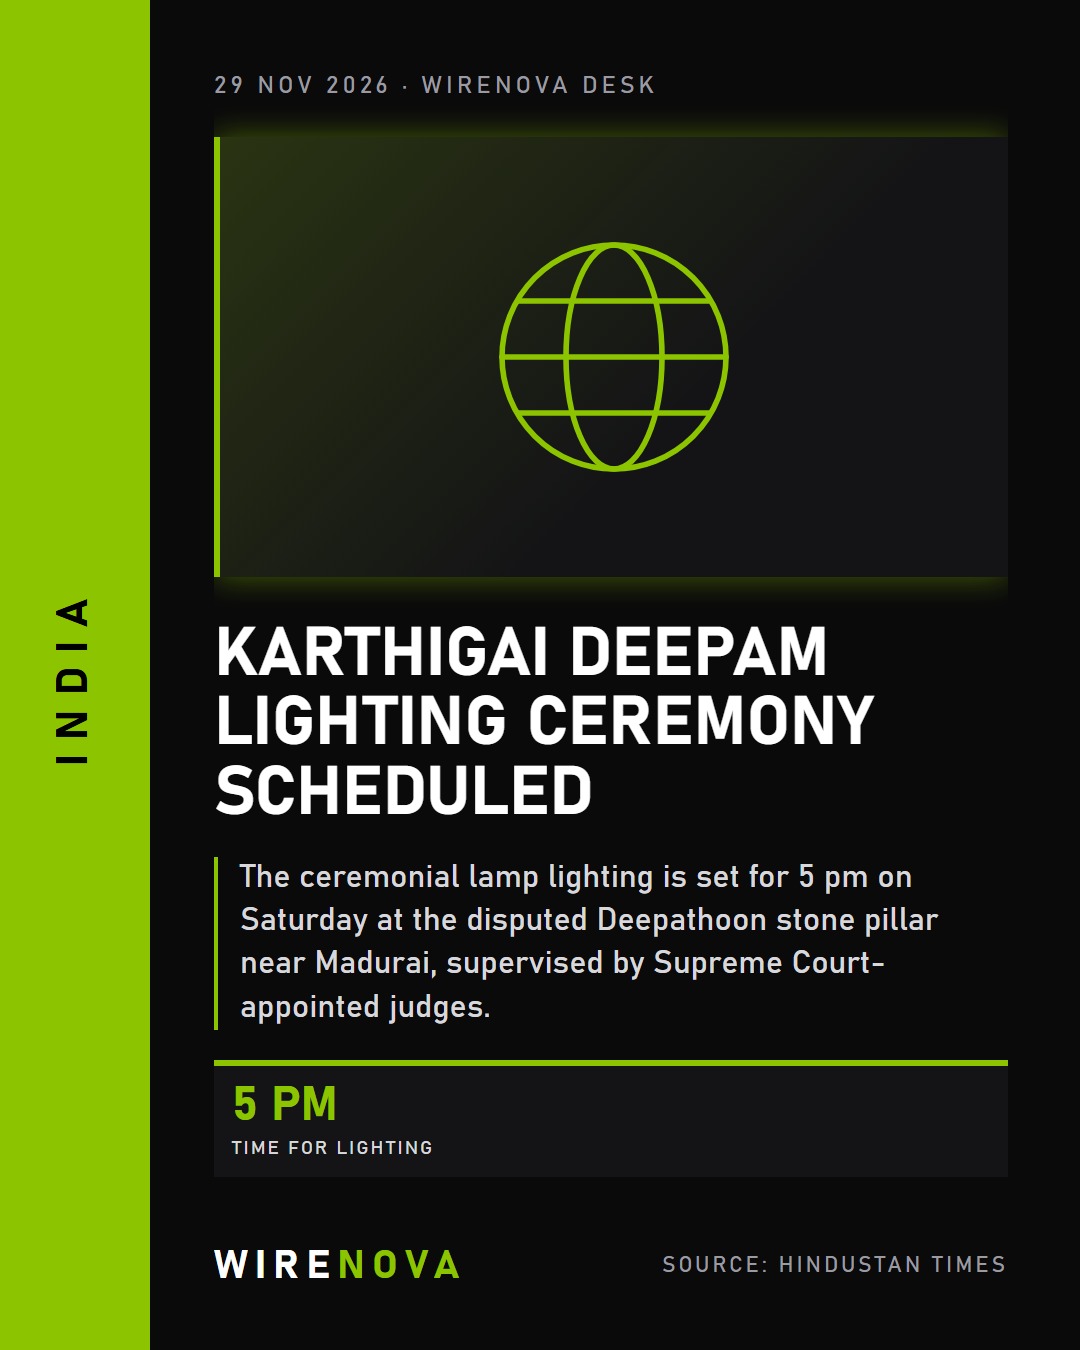 29 NOV 2026 · WIRENOVA DESK
INDIA
KARTHIGAI DEEPAM
LIGHTING CEREMONY
SCHEDULED
The ceremonial lamp lighting is set for 5 pm on
Saturday at the disputed Deepathoon stone pillar
near Madurai, supervised by Supreme Court-
appointed judges.
5 PM
TIME FOR LIGHTING
WIRENOVA
SOURCE: HINDUSTAN TIMES